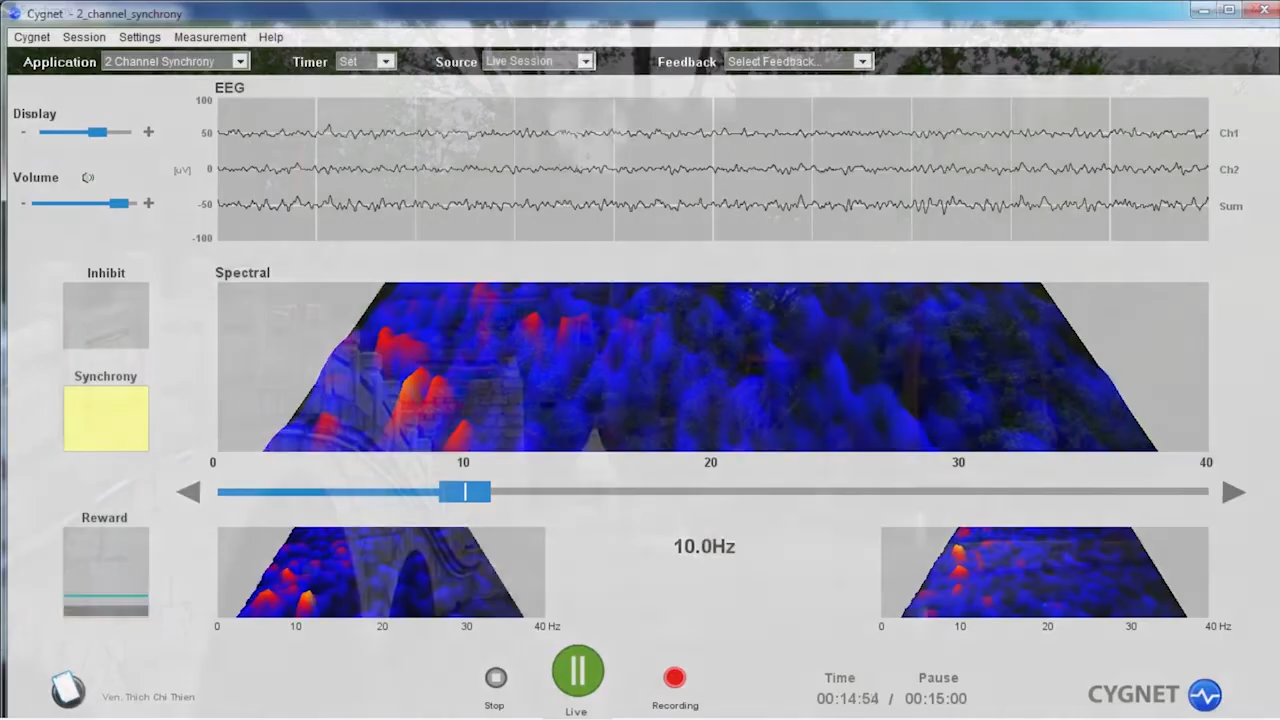 Cygnet - 2_channel_synchrony
Cygnet Session Settings Measurement Help
Application 2 Channel Synchrony Timer Set Source Live Session Feedback Select Feedback...
EEG
Display
- +
Volume
- +
100
50
[uV] 0
-50
-100
Ch1
Ch2
Sum
Inhibit
Spectral
Synchrony
0 10 20 30 40
Reward
10.0Hz
0 10 20 30 40 Hz
0 10 20 30 40 Hz
Ven. Thich Chi Thien
Stop
Live
Recording
Time Pause
00:14:54 / 00:15:00
CYGNET